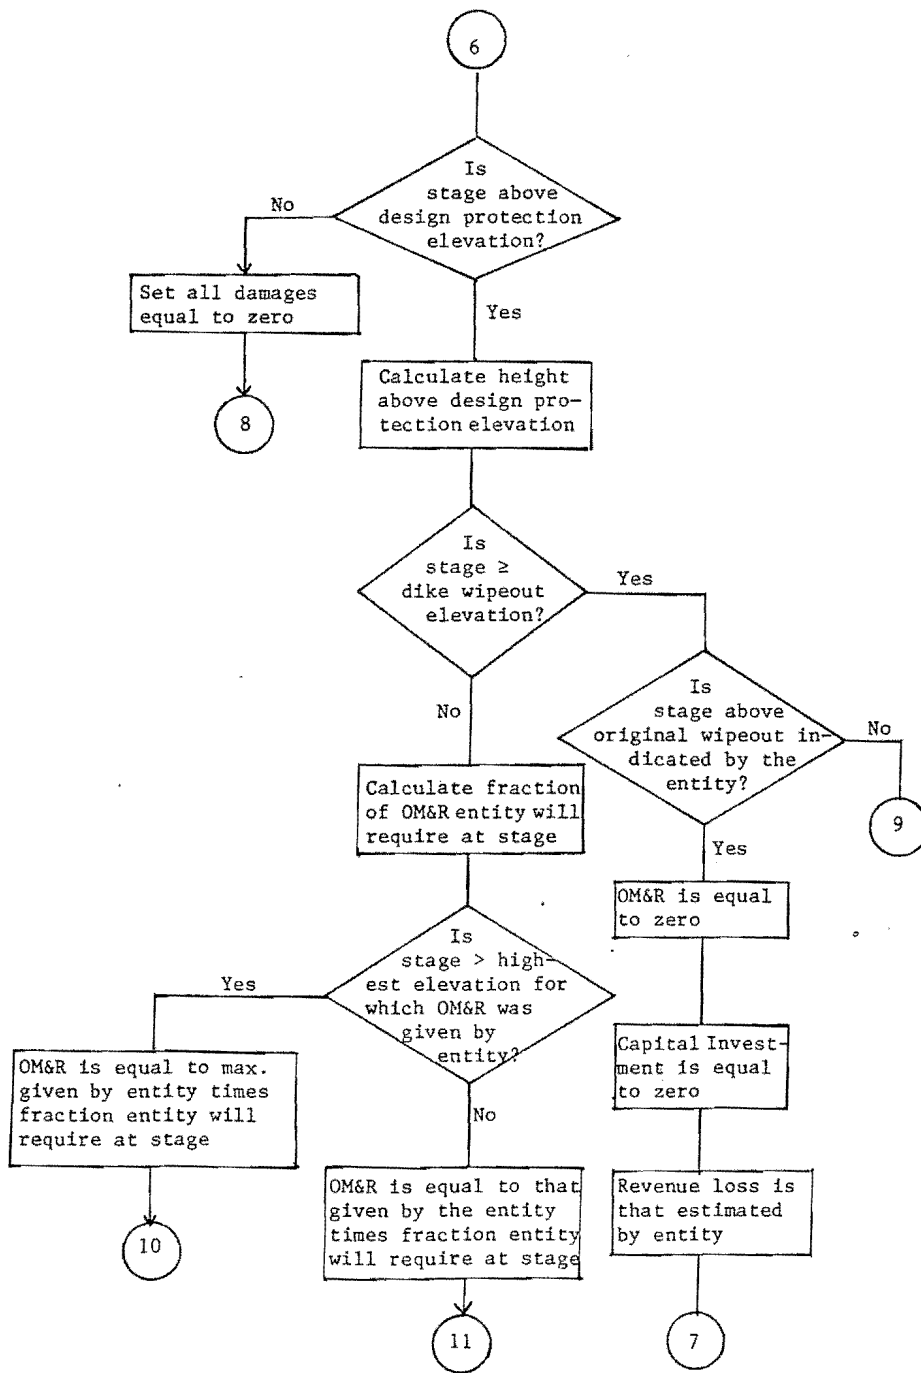 6
Is
stage above
design protection
elevation?
No
Set all damages
equal to zero
8
Yes
Calculate height
above design pro-
tection elevation
Is
stage ≥
dike wipeout
elevation?
Yes
No
Is
stage above
original wipeout in-
dicated by the
entity?
No
9
Yes
Calculate fraction
of OM&R entity will
require at stage
OM&R is equal
to zero
Is
stage > high-
est elevation for
which OM&R was
given by
entity?
Yes
OM&R is equal to max.
given by entity times
fraction entity will
require at stage
10
No
OM&R is equal to that
given by the entity
times fraction entity
will require at stage
11
Capital Invest-
ment is equal
to zero
Revenue loss is
that estimated
by entity
7